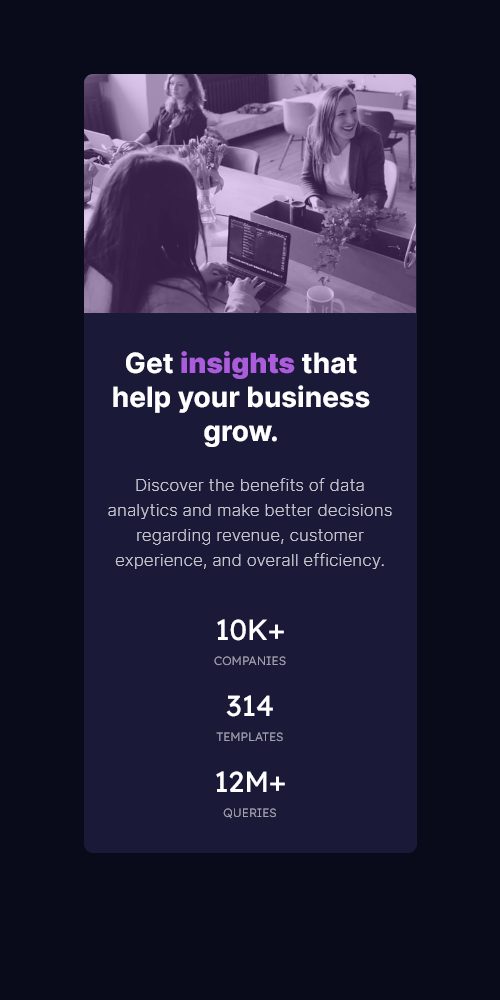 Get insights that
help your business
grow.
Discover the benefits of data
analytics and make better decisions
regarding revenue, customer
experience, and overall efficiency.
10K+
COMPANIES
314
TEMPLATES
12M+
QUERIES